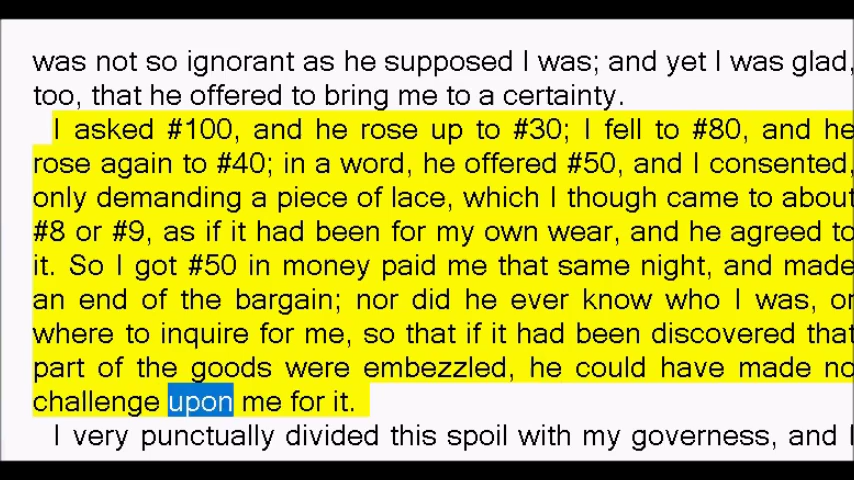 was not so ignorant as he supposed I was; and yet I was glad,
too, that he offered to bring me to a certainty.
I asked #100, and he rose up to #30; I fell to #80, and he
rose again to #40; in a word, he offered #50, and I consented,
only demanding a piece of lace, which I though came to about
#8 or #9, as if it had been for my own wear, and he agreed to
it. So I got #50 in money paid me that same night, and made
an end of the bargain; nor did he ever know who I was, or
where to inquire for me, so that if it had been discovered that
part of the goods were embezzled, he could have made no
challenge upon me for it.
I very punctually divided this spoil with my governess, and I